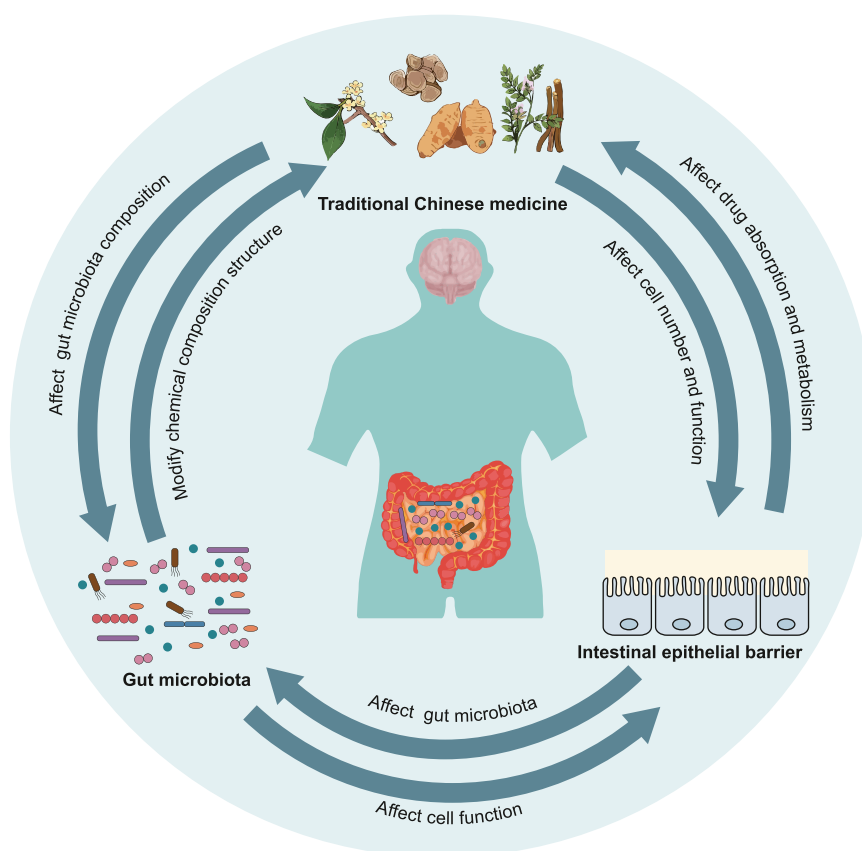 Traditional Chinese medicine
Affect gut microbiota composition
Modify chemical composition structure
Affect cell number and function
Affect drug absorption and metabolism
Gut microbiota
Intestinal epithelial barrier
Affect gut microbiota
Affect cell function